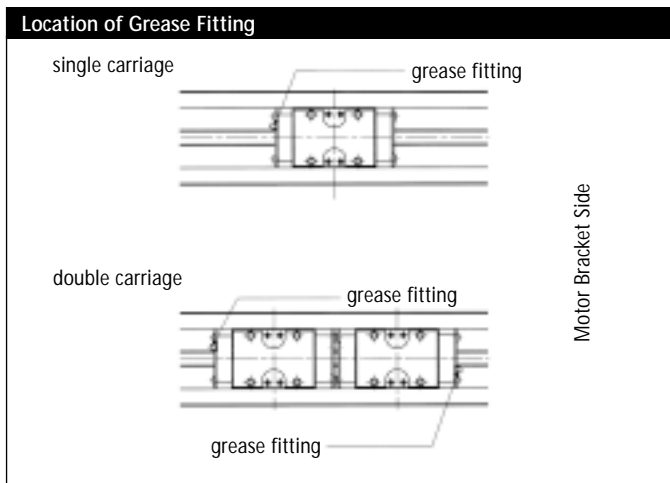 Location of Grease Fitting
single carriage
grease fitting
Motor Bracket Side
double carriage
grease fitting
grease fitting